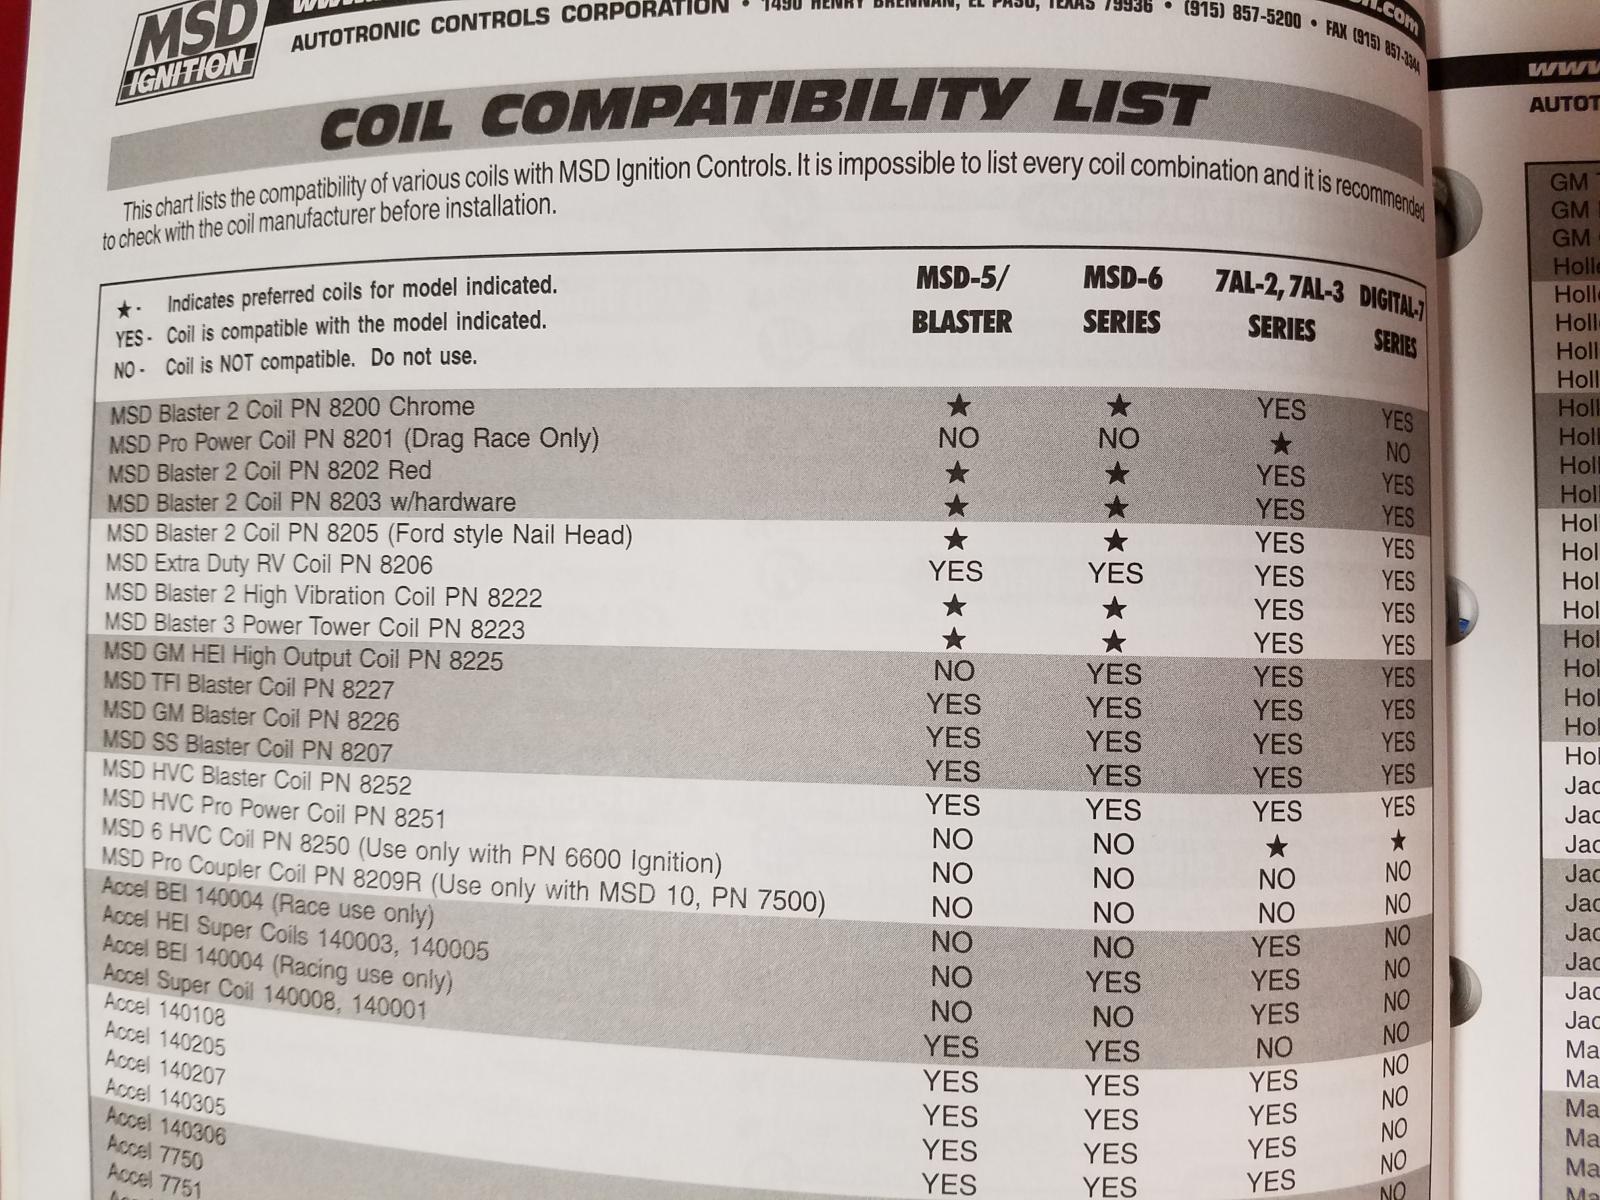 MSD
IGNITION
AUTOTRONIC CONTROLS CORPORATION • 1490 HENRY BRENNAN, EL PASO, TEXAS 79936 • (915) 857-5200 • FAX (915) 857-3344
COIL COMPATIBILITY LIST
This chart lists the compatibility of various coils with MSD Ignition Controls. It is impossible to list every coil combination and it is recommended
to check with the coil manufacturer before installation.
★ - Indicates preferred coils for model indicated.
YES - Coil is compatible with the model indicated.
NO - Coil is NOT compatible. Do not use.
MSD-5/ MSD-6 7AL-2, 7AL-3 DIGITAL-7
BLASTER SERIES SERIES SERIES
MSD Blaster 2 Coil PN 8200 Chrome ★ ★ YES YES
MSD Pro Power Coil PN 8201 (Drag Race Only) NO NO ★ NO
MSD Blaster 2 Coil PN 8202 Red ★ ★ YES YES
MSD Blaster 2 Coil PN 8203 w/hardware ★ ★ YES YES
MSD Blaster 2 Coil PN 8205 (Ford style Nail Head) ★ ★ YES YES
MSD Extra Duty RV Coil PN 8206 YES YES YES YES
MSD Blaster 2 High Vibration Coil PN 8222 ★ ★ YES YES
MSD Blaster 3 Power Tower Coil PN 8223 ★ ★ YES YES
MSD GM HEI High Output Coil PN 8225 NO YES YES YES
MSD TFI Blaster Coil PN 8227 YES YES YES YES
MSD GM Blaster Coil PN 8226 YES YES YES YES
MSD SS Blaster Coil PN 8207 YES YES YES YES
MSD HVC Blaster Coil PN 8252 YES YES YES YES
MSD HVC Pro Power Coil PN 8251 NO NO ★ ★
MSD 6 HVC Coil PN 8250 (Use only with PN 6600 Ignition) NO NO NO NO
MSD Pro Coupler Coil PN 8209R (Use only with MSD 10, PN 7500) NO NO NO NO
Accel BEI 140004 (Race use only) NO NO YES NO
Accel HEI Super Coils 140003, 140005 NO YES YES NO
Accel BEI 140004 (Racing use only) NO NO YES NO
Accel Super Coil 140008, 140001 YES YES NO NO
Accel 140108 YES YES YES NO
Accel 140205 YES YES YES NO
Accel 140207 YES YES YES NO
Accel 140305 YES YES YES NO
Accel 140306 NO
Accel 7750
Accel 7751
GM
GM
GM